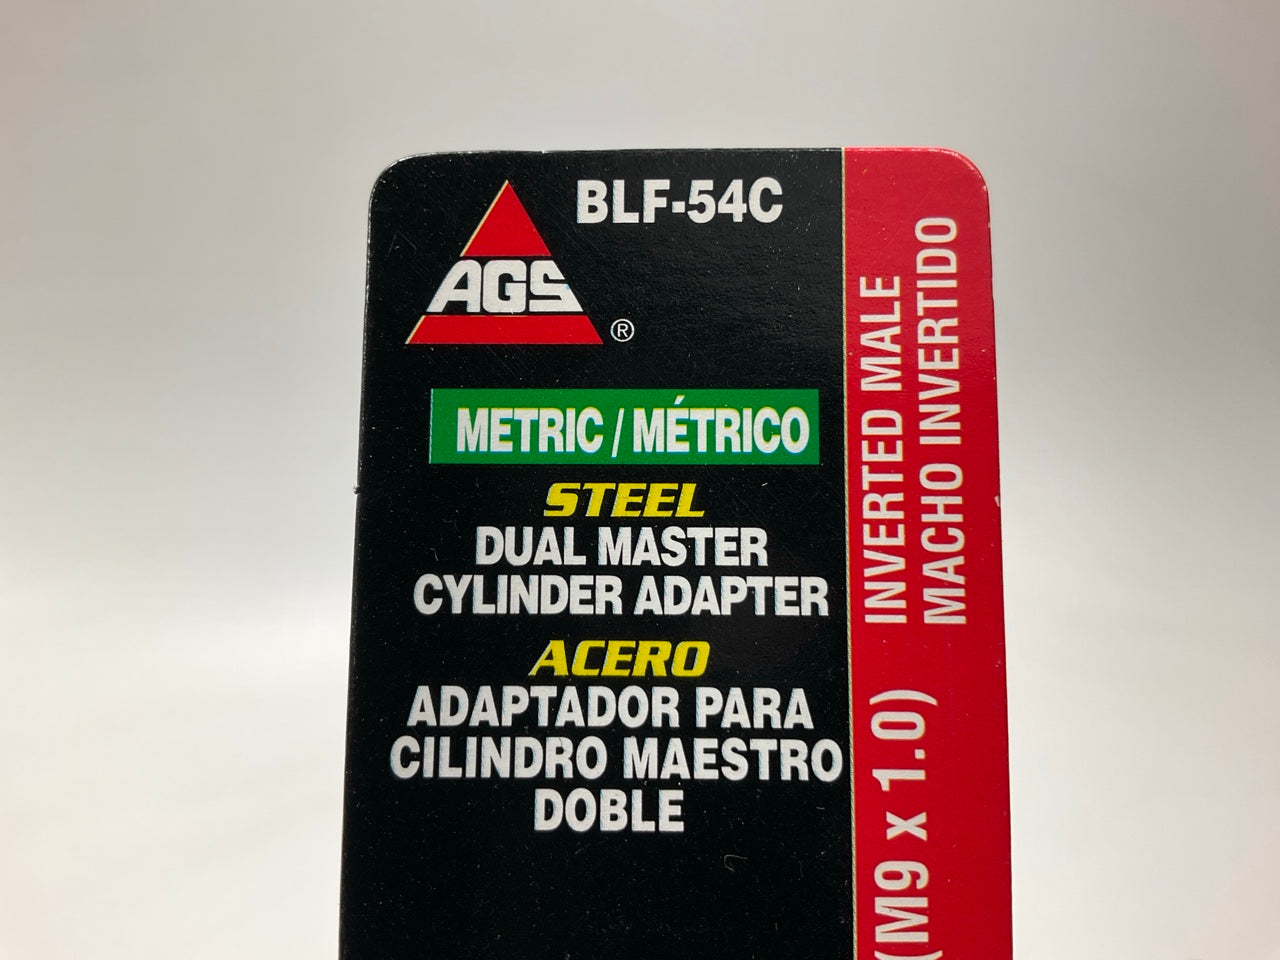 BLF-54C
AGS®
METRIC / MÉTRICO
STEEL
DUAL MASTER
CYLINDER ADAPTER
ACERO
ADAPTADOR PARA
CILINDRO MAESTRO
DOBLE
(M9 x 1.0) INVERTED MALE
MACHO INVERTIDO